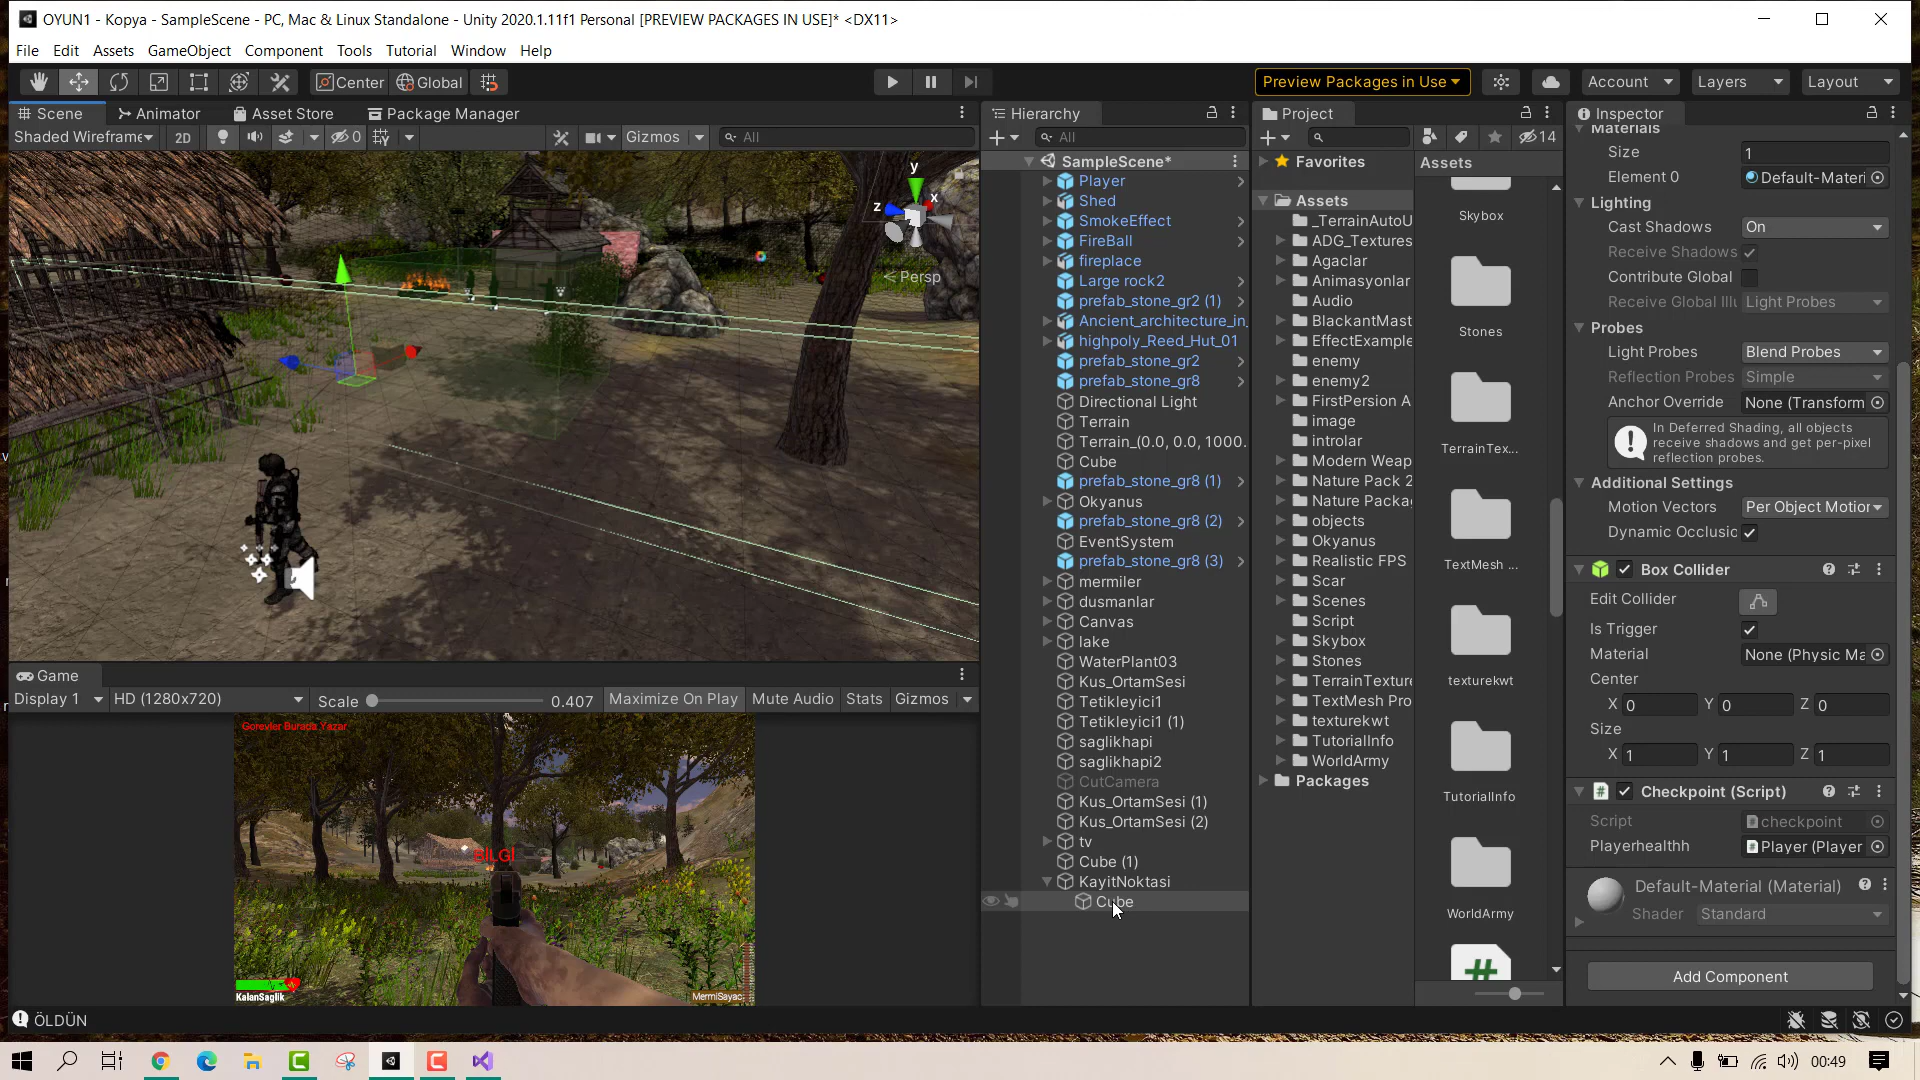 OYUN1 - Kopya - SampleScene - PC, Mac & Linux Standalone - Unity 2020.1.11f1 Personal [PREVIEW PACKAGES IN USE]* <DX11>
File Edit Assets GameObject Component Tools Tutorial Window Help
Center Global
Preview Packages in Use
Account
Layers
Layout
Scene
Animator
Asset Store
Package Manager
Shaded Wireframe
2D
0
Gizmos
All
y
x
z
< Persp
Game
Display 1
HD (1280x720)
Scale
0.407
Maximize On Play
Mute Audio
Stats
Gizmos
Gorevler Burada Yazar
BİLGİ
KalanSaglik
MermiSayac
Hierarchy
All
SampleScene*
Player
Shed
SmokeEffect
FireBall
fireplace
Large rock2
prefab_stone_gr2 (1)
Ancient_architecture_in
highpoly_Reed_Hut_01
prefab_stone_gr2
prefab_stone_gr8
Directional Light
Terrain
Terrain_(0.0, 0.0, 1000.
Cube
prefab_stone_gr8 (1)
Okyanus
prefab_stone_gr8 (2)
EventSystem
prefab_stone_gr8 (3)
mermiler
dusmanlar
Canvas
lake
WaterPlant03
Kus_OrtamSesi
Tetikleyici1
Tetikleyici1 (1)
saglikhapi
saglikhapi2
CutCamera
Kus_OrtamSesi (1)
Kus_OrtamSesi (2)
tv
Cube (1)
KayitNoktasi
Cube
Project
14
Favorites
Assets
_TerrainAutoU
ADG_Textures
Agaclar
Animasyonlar
Audio
BlackantMast
EffectExample
enemy
enemy2
FirstPersion A
image
introlar
Modern Weap
Nature Pack 2
Nature Packa
objects
Okyanus
Realistic FPS
Scar
Scenes
Script
Skybox
Stones
TerrainTexture
TextMesh Pro
texturekwt
TutorialInfo
WorldArmy
Packages
Assets
Skybox
Stones
TerrainTex...
TextMesh ...
texturekwt
TutorialInfo
WorldArmy
Inspector
Materials
Size 1
Element 0 Default-Materi
Lighting
Cast Shadows On
Receive Shadows
Contribute Global
Receive Global Illu Light Probes
Probes
Light Probes Blend Probes
Reflection Probes Simple
Anchor Override None (Transform
In Deferred Shading, all objects
receive shadows and get per-pixel
reflection probes.
Additional Settings
Motion Vectors Per Object Motion
Dynamic Occlusic
Box Collider
Edit Collider
Is Trigger
Material None (Physic Ma
Center
X 0 Y 0 Z 0
Size
X 1 Y 1 Z 1
Checkpoint (Script)
Script checkpoint
Playerhealthh Player (Player
Default-Material (Material)
Shader Standard
Add Component
ÖLDÜN
00:49